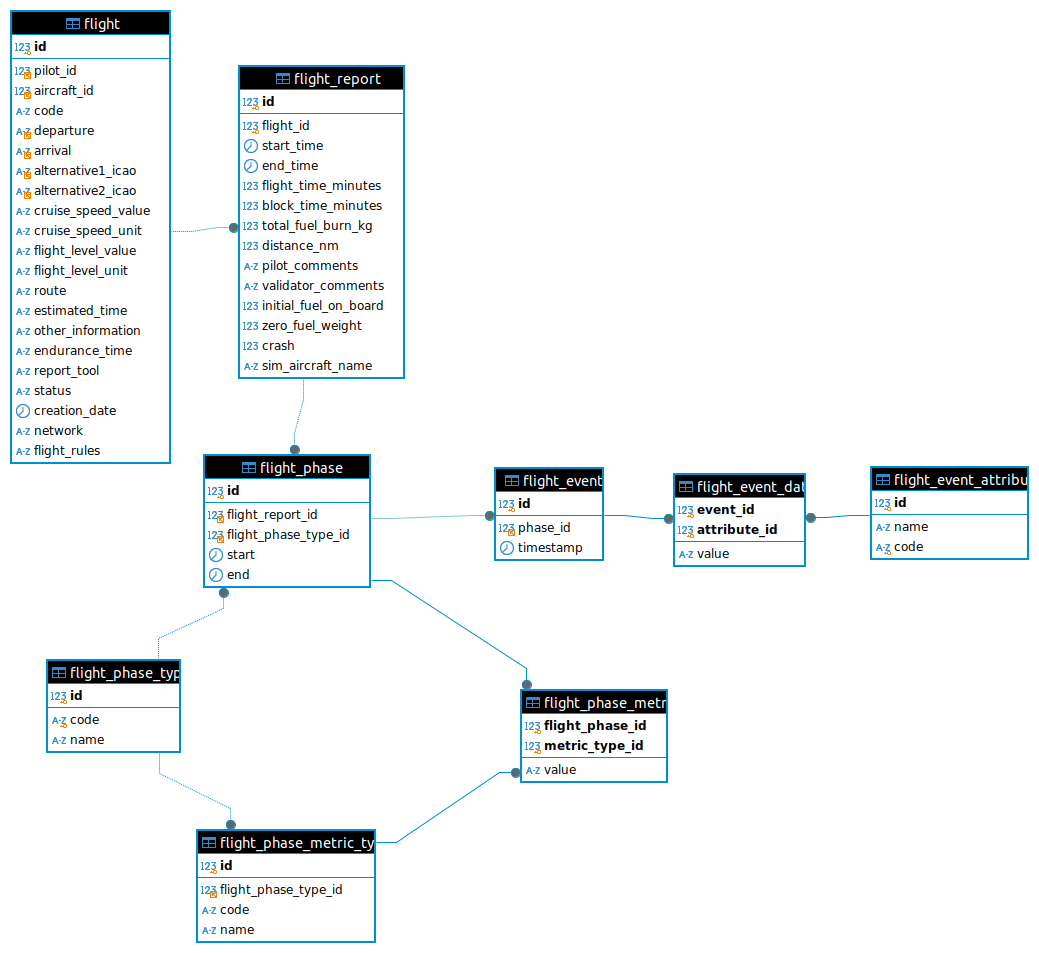 flight
123 id
123 pilot_id
123 aircraft_id
A-Z code
A-Z departure
A-Z arrival
A-Z alternative1_icao
A-Z alternative2_icao
A-Z cruise_speed_value
A-Z cruise_speed_unit
A-Z flight_level_value
A-Z flight_level_unit
A-Z route
A-Z estimated_time
A-Z other_information
A-Z endurance_time
A-Z report_tool
A-Z status
creation_date
A-Z network
A-Z flight_rules
flight_report
123 id
123 flight_id
start_time
end_time
123 flight_time_minutes
123 block_time_minutes
123 total_fuel_burn_kg
123 distance_nm
A-Z pilot_comments
A-Z validator_comments
123 initial_fuel_on_board
123 zero_fuel_weight
123 crash
A-Z sim_aircraft_name
flight_phase
123 id
123 flight_report_id
123 flight_phase_type_id
start
end
flight_event
123 id
123 phase_id
timestamp
flight_event_dat
123 event_id
123 attribute_id
A-Z value
flight_event_attribu
123 id
A-Z name
A-Z code
flight_phase_typ
123 id
A-Z code
A-Z name
flight_phase_metr
123 flight_phase_id
123 metric_type_id
A-Z value
flight_phase_metric_ty
123 id
123 flight_phase_type_id
A-Z code
A-Z name